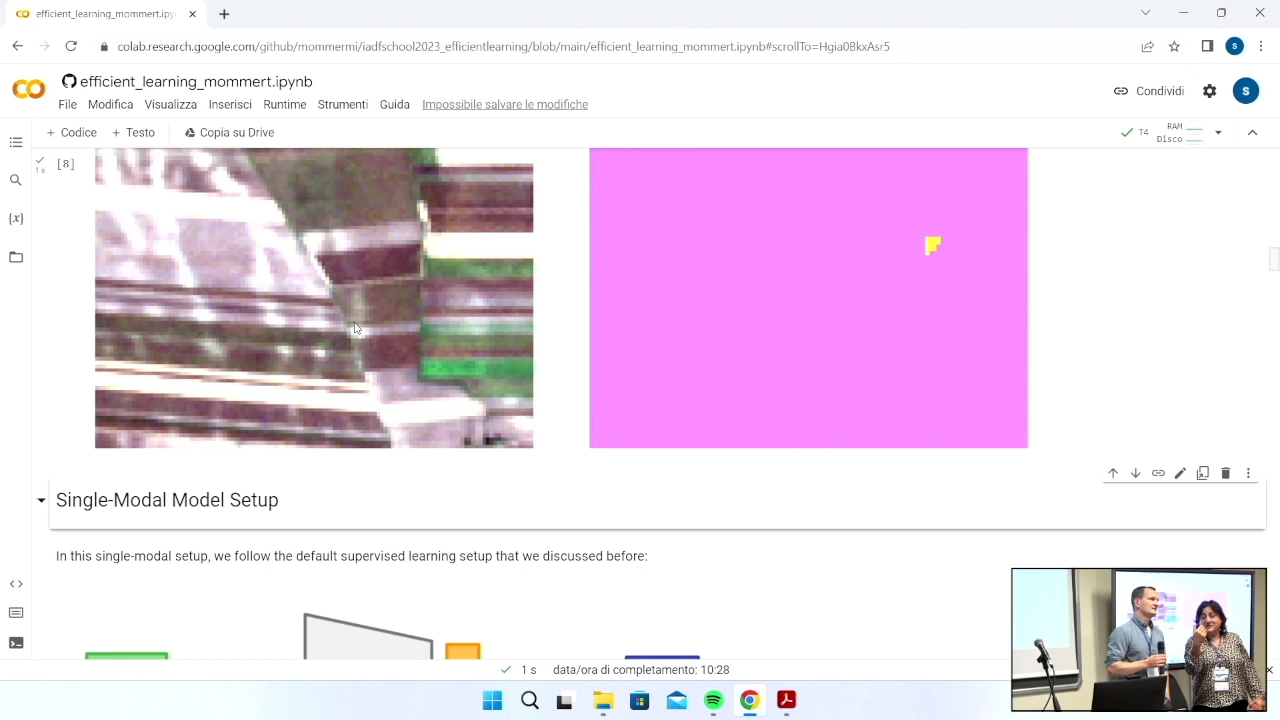 efficient_learning_mommert.ipy
colab.research.google.com/github/mommermi/iadfschool2023_efficientlearning/blob/main/efficient_learning_mommert.ipynb#scrollTo=Hgia0BkxAsr5
S
efficient_learning_mommert.ipynb
File Modifica Visualizza Inserisci Runtime Strumenti Guida Impossibile salvare le modifiche
Condividi
S
+ Codice + Testo Copia su Drive
T4 RAM
Disco
[8]
1 s
{x}
Single-Modal Model Setup
In this single-modal setup, we follow the default supervised learning setup that we discussed before:
1 s data/ora di completamento: 10:28